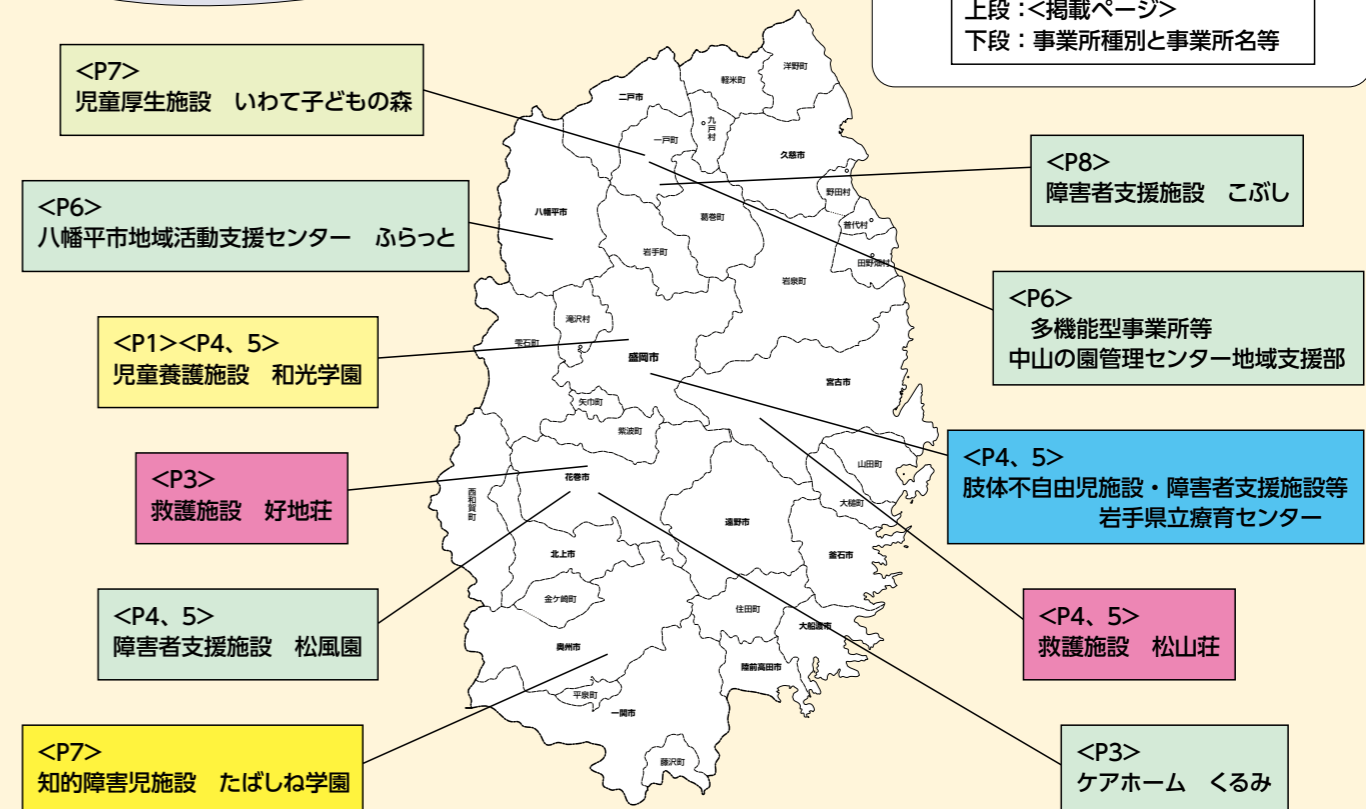 上段：<掲載ページ>
下段：事業所種別と事業所名等
<P7>
児童厚生施設　いわて子どもの森
<P8>
障害者支援施設　こぶし
<P6>
八幡平市地域活動支援センター　ふらっと
<P6>
多機能型事業所等
中山の園管理センター地域支援部
<P1><P4、5>
児童養護施設　和光学園
<P4、5>
肢体不自由児施設・障害者支援施設等
岩手県立療育センター
<P3>
救護施設　好地荘
<P4、5>
障害者支援施設　松風園
<P4、5>
救護施設　松山荘
<P7>
知的障害児施設　たばしね学園
<P3>
ケアホーム　くるみ
洋野町
軽米町
二戸市
九戸村
一戸町
久慈市
野田村
普代村
田野畑村
八幡平市
葛巻町
岩手町
岩泉町
滝沢村
雫石町
盛岡市
宮古市
矢巾町
紫波町
山田町
大槌町
花巻市
西和賀町
遠野市
釜石市
北上市
金ケ崎町
住田町
大船渡市
奥州市
陸前高田市
平泉町
一関市
藤沢町